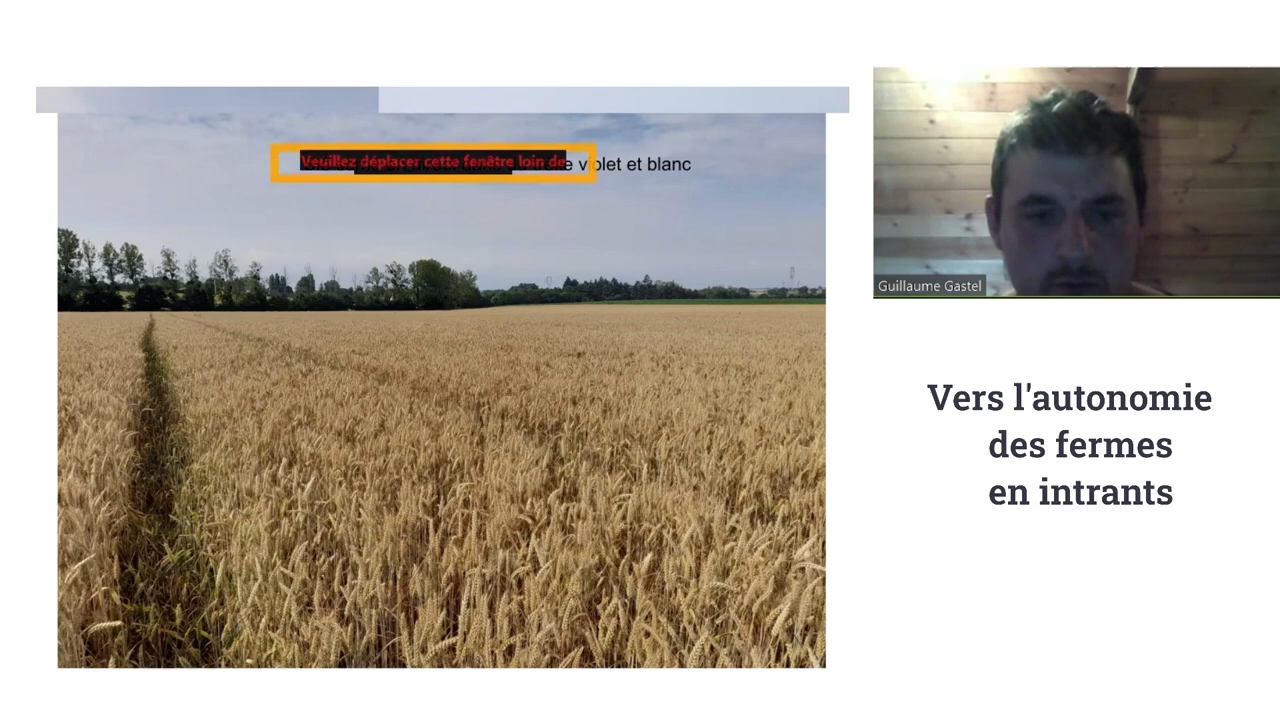 Veuillez déplacer cette fenêtre loin de
violet et blanc
Guillaume Gastel
Vers l'autonomie
des fermes
en intrants